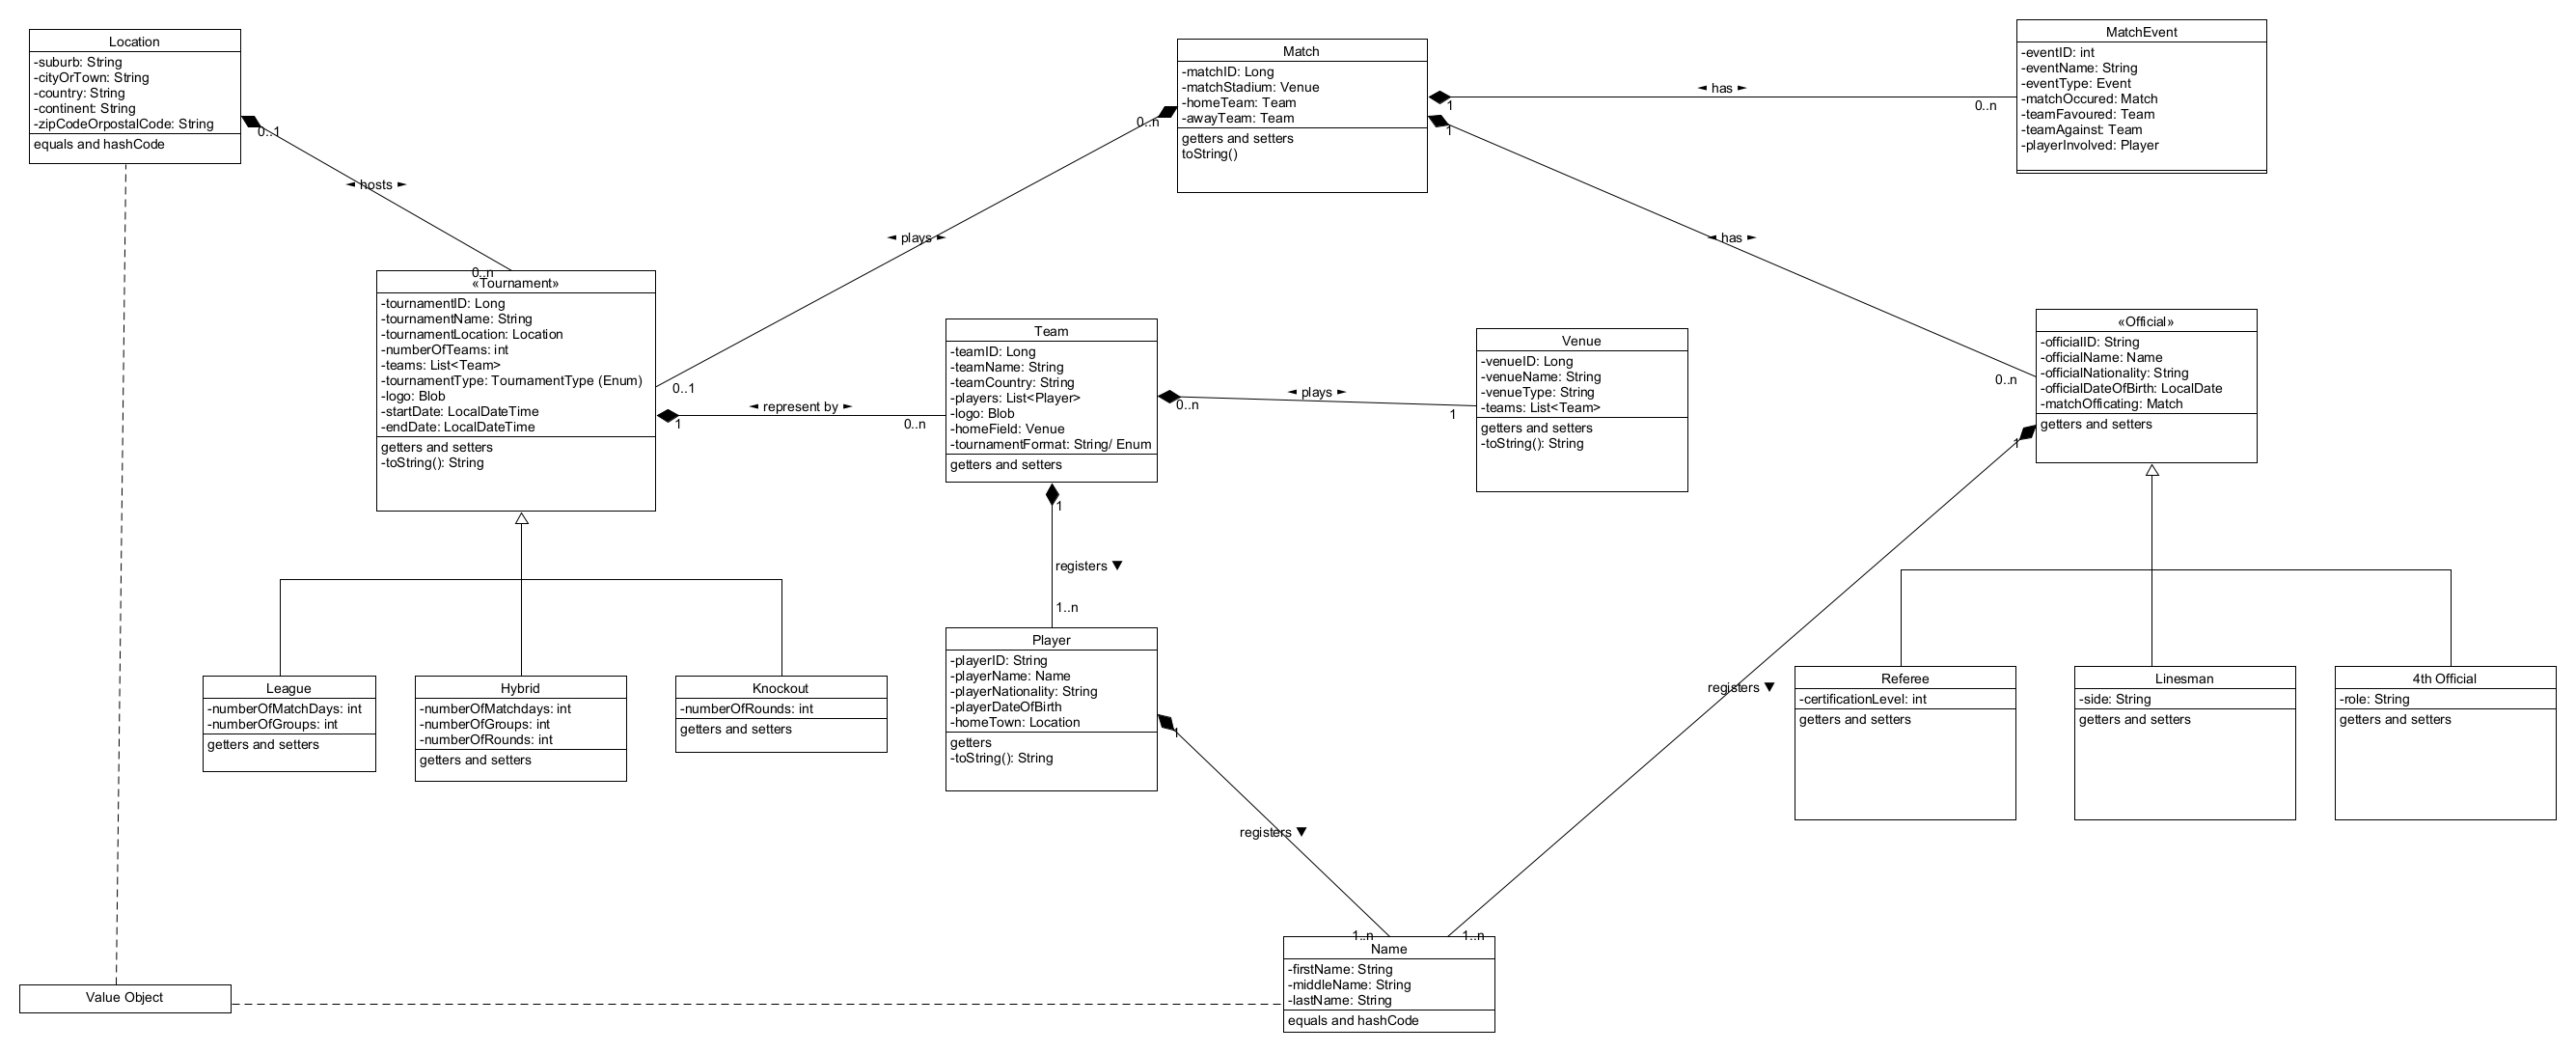 Location
-suburb: String
-cityOrTown: String
-country: String
-continent: String
-zipCodeOrpostalCode: String
equals and hashCode
0..1
◄ hosts ►
0..n
Match
-matchID: Long
-matchStadium: Venue
-homeTeam: Team
-awayTeam: Team
getters and setters
toString()
0..n
◄ plays ►
0..1
1
◄ has ►
0..n
1
◄ has ►
0..n
MatchEvent
-eventID: int
-eventName: String
-eventType: Event
-matchOccured: Match
-teamFavoured: Team
-teamAgainst: Team
-playerInvolved: Player
«Tournament»
-tournamentID: Long
-tournamentName: String
-tournamentLocation: Location
-numberOfTeams: int
-teams: List<Team>
-tournamentType: TournamentType (Enum)
-logo: Blob
-startDate: LocalDateTime
-endDate: LocalDateTime
getters and setters
-toString(): String
1
◄ represent by ►
0..n
Team
-teamID: Long
-teamName: String
-teamCountry: String
-players: List<Player>
-logo: Blob
-homeField: Venue
-tournamentFormat: String/ Enum
getters and setters
0..n
◄ plays ►
1
Venue
-venueID: Long
-venueName: String
-venueType: String
-teams: List<Team>
getters and setters
-toString(): String
«Official»
-officialID: String
-officialName: Name
-officialNationality: String
-officialDateOfBirth: LocalDate
-matchOfficating: Match
getters and setters
1
1
registers ▼
1..n
League
-numberOfMatchDays: int
-numberOfGroups: int
getters and setters
Hybrid
-numberOfMatchdays: int
-numberOfGroups: int
-numberOfRounds: int
getters and setters
Knockout
-numberOfRounds: int
getters and setters
Player
-playerID: String
-playerName: Name
-playerNationality: String
-playerDateOfBirth
-homeTown: Location
getters
-toString(): String
1
registers ▼
1..n
registers ▼
1..n
Referee
-certificationLevel: int
getters and setters
Linesman
-side: String
getters and setters
4th Official
-role: String
getters and setters
Name
-firstName: String
-middleName: String
-lastName: String
equals and hashCode
Value Object